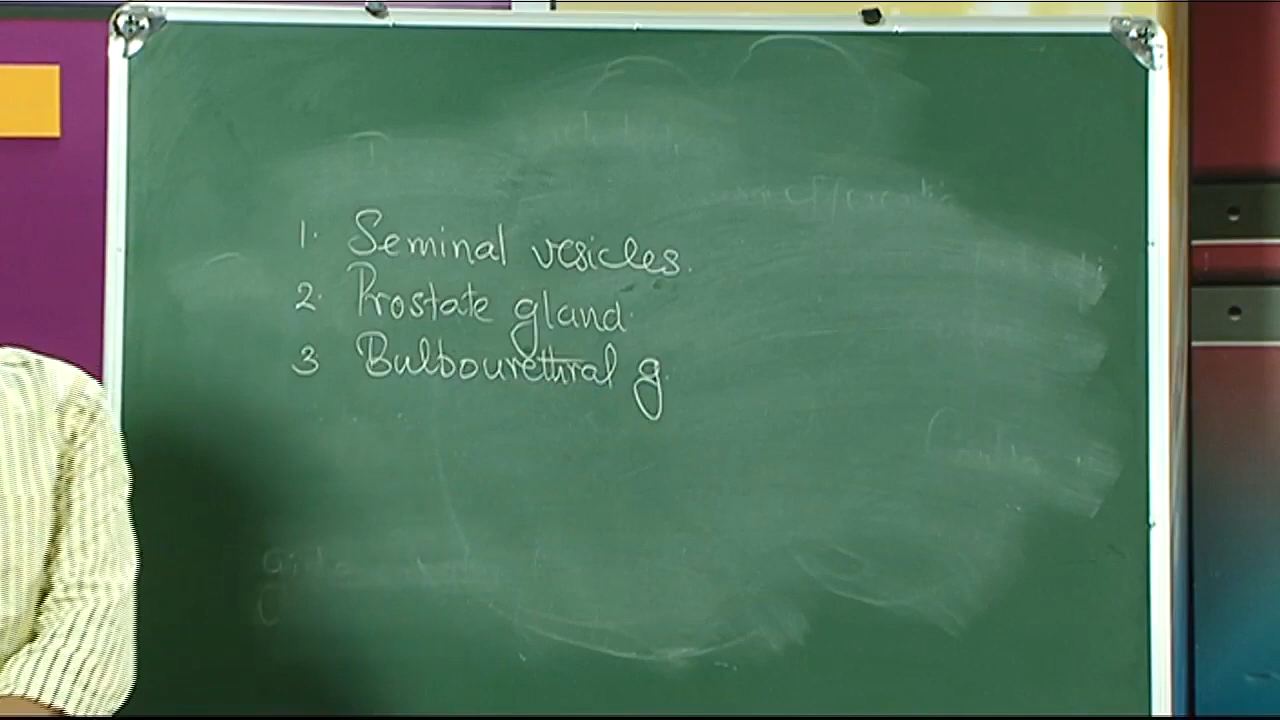 1. Seminal vesicles.
2. Prostate gland.
3 Bulbourethral g.